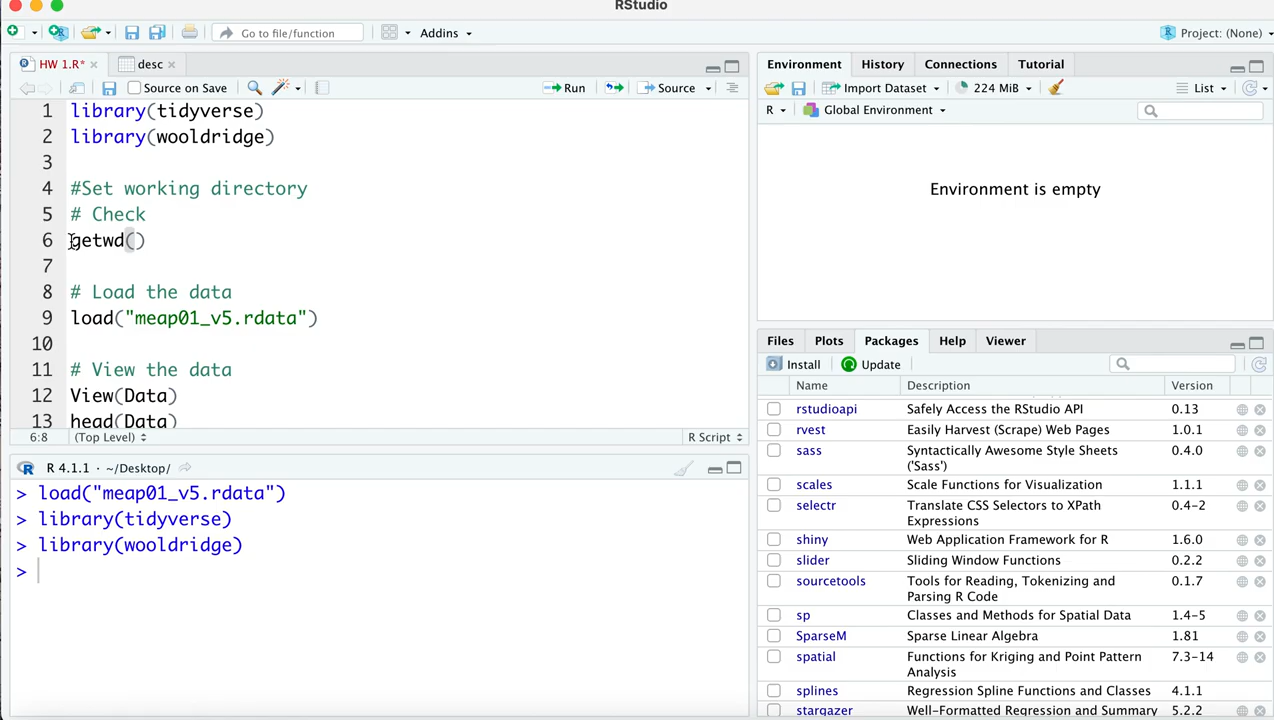 RStudio
Go to file/function
Addins
Project: (None)
HW 1.R*
desc
Source on Save
Run
Source
1 library(tidyverse)
2 library(wooldridge)
3
4 #Set working directory
5 # Check
6 getwd()
7
8 # Load the data
9 load("meap01_v5.rdata")
10
11 # View the data
12 View(Data)
13 head(Data)
6:8 (Top Level) R Script
R 4.1.1 · ~/Desktop/
> load("meap01_v5.rdata")
> library(tidyverse)
> library(wooldridge)
>
Environment History Connections Tutorial
Import Dataset 224 MiB List
R Global Environment
Environment is empty
Files Plots Packages Help Viewer
Install Update
Name Description Version
rstudioapi Safely Access the RStudio API 0.13
rvest Easily Harvest (Scrape) Web Pages 1.0.1
sass Syntactically Awesome Style Sheets 0.4.0
('Sass')
scales Scale Functions for Visualization 1.1.1
selectr Translate CSS Selectors to XPath 0.4-2
Expressions
shiny Web Application Framework for R 1.6.0
slider Sliding Window Functions 0.2.2
sourcetools Tools for Reading, Tokenizing and 0.1.7
Parsing R Code
sp Classes and Methods for Spatial Data 1.4-5
SparseM Sparse Linear Algebra 1.81
spatial Functions for Kriging and Point Pattern 7.3-14
Analysis
splines Regression Spline Functions and Classes 4.1.1
stargazer Well-Formatted Regression and Summary 5.2.2